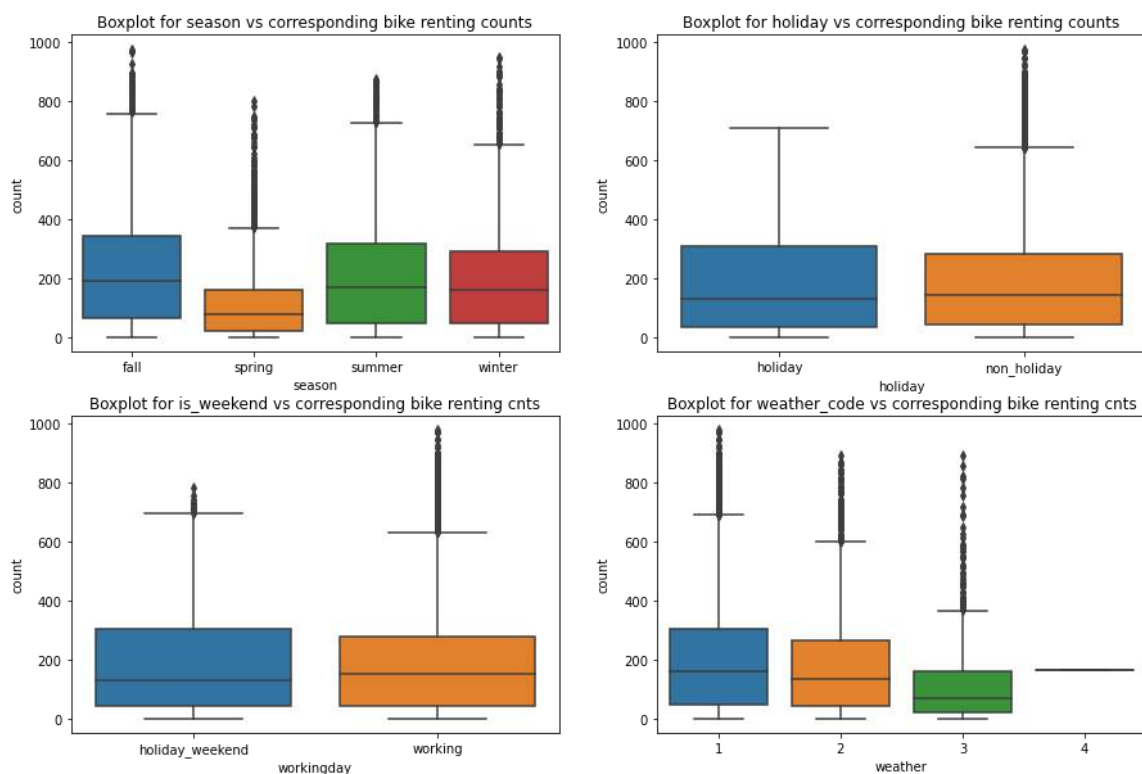 Boxplot for season vs corresponding bike renting counts
1000
800
600
400
200
0
count
fall spring summer winter
season
Boxplot for holiday vs corresponding bike renting counts
1000
800
600
400
200
0
count
holiday non_holiday
holiday
Boxplot for is_weekend vs corresponding bike renting cnts
1000
800
600
400
200
0
count
holiday_weekend working
workingday
Boxplot for weather_code vs corresponding bike renting cnts
1000
800
600
400
200
0
count
1 2 3 4
weather